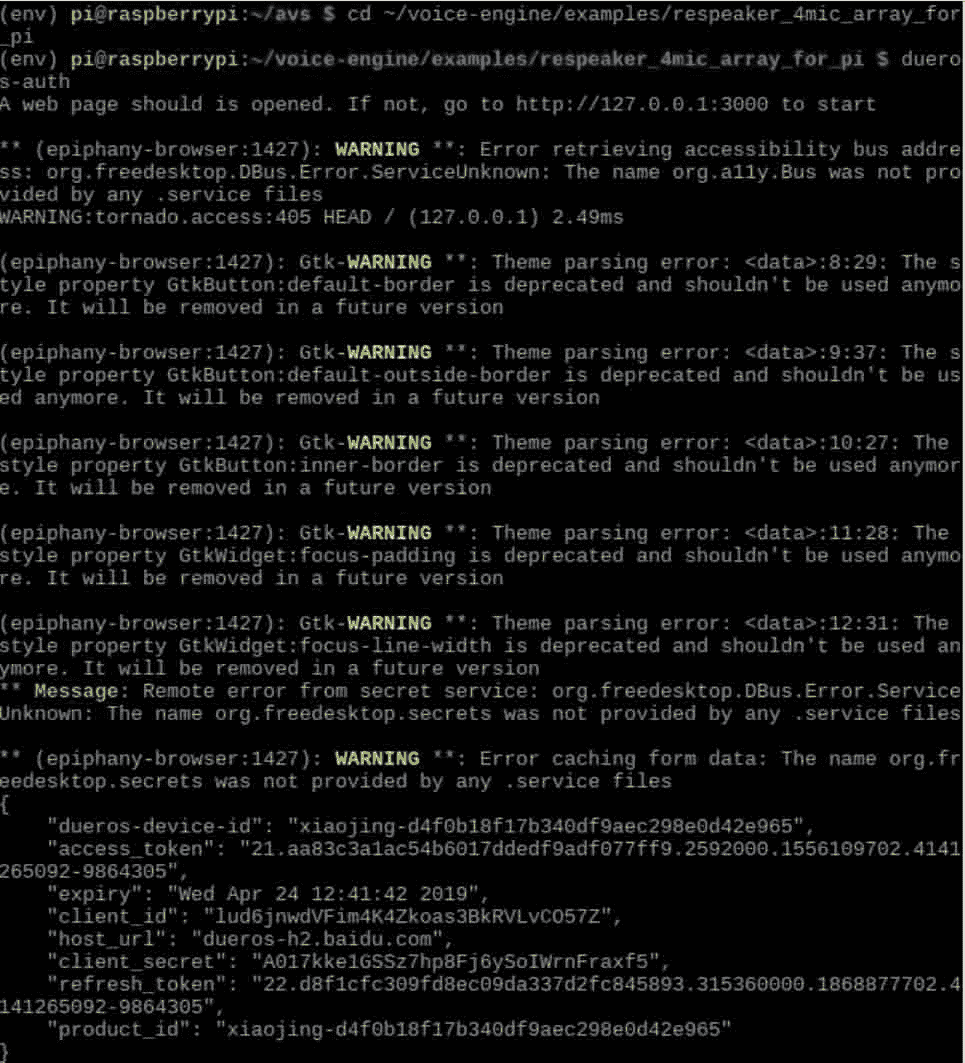 (env) pi@raspberrypi:~/avs $ cd ~/voice-engine/examples/respeaker_4mic_array_for
_pi
(env) pi@raspberrypi:~/voice-engine/examples/respeaker_4mic_array_for_pi $ duero
s-auth
A web page should is opened. If not, go to http://127.0.0.1:3000 to start
** (epiphany-browser:1427): WARNING **: Error retrieving accessibility bus addre
ss: org.freedesktop.DBus.Error.ServiceUnknown: The name org.a11y.Bus was not pro
vided by any .service files
WARNING:tornado.access:405 HEAD / (127.0.0.1) 2.49ms
(epiphany-browser:1427): Gtk-WARNING **: Theme parsing error: <data>:8:29: The s
tyle property GtkButton:default-border is deprecated and shouldn't be used anymo
re. It will be removed in a future version
(epiphany-browser:1427): Gtk-WARNING **: Theme parsing error: <data>:9:37: The s
tyle property GtkButton:default-outside-border is deprecated and shouldn't be us
ed anymore. It will be removed in a future version
(epiphany-browser:1427): Gtk-WARNING **: Theme parsing error: <data>:10:27: The
style property GtkButton:inner-border is deprecated and shouldn't be used anymor
e. It will be removed in a future version
(epiphany-browser:1427): Gtk-WARNING **: Theme parsing error: <data>:11:28: The
style property GtkWidget:focus-padding is deprecated and shouldn't be used anymo
re. It will be removed in a future version
(epiphany-browser:1427): Gtk-WARNING **: Theme parsing error: <data>:12:31: The
style property GtkWidget:focus-line-width is deprecated and shouldn't be used an
ymore. It will be removed in a future version
** Message: Remote error from secret service: org.freedesktop.DBus.Error.Service
Unknown: The name org.freedesktop.secrets was not provided by any .service files
** (epiphany-browser:1427): WARNING **: Error caching form data: The name org.fr
eedesktop.secrets was not provided by any .service files
{
    "dueros-device-id": "xiaojing-d4f0b18f17b340df9aec298e0d42e965",
    "access_token": "21.aa83c3a1ac54b6017ddedf9adf077ff9.2592000.1556109702.4141
265092-9864305",
    "expiry": "Wed Apr 24 12:41:42 2019",
    "client_id": "lud6jnwdVFim4K4Zkoas3BkRVLvCO57Z",
    "host_url": "dueros-h2.baidu.com",
    "client_secret": "A017kke1GSSz7hp8Fj6ySoIWrnFraxf5",
    "refresh_token": "22.d8f1cfc309fd8ec09da337d2fc845893.315360000.1868877702.4
141265092-9864305",
    "product_id": "xiaojing-d4f0b18f17b340df9aec298e0d42e965"
}